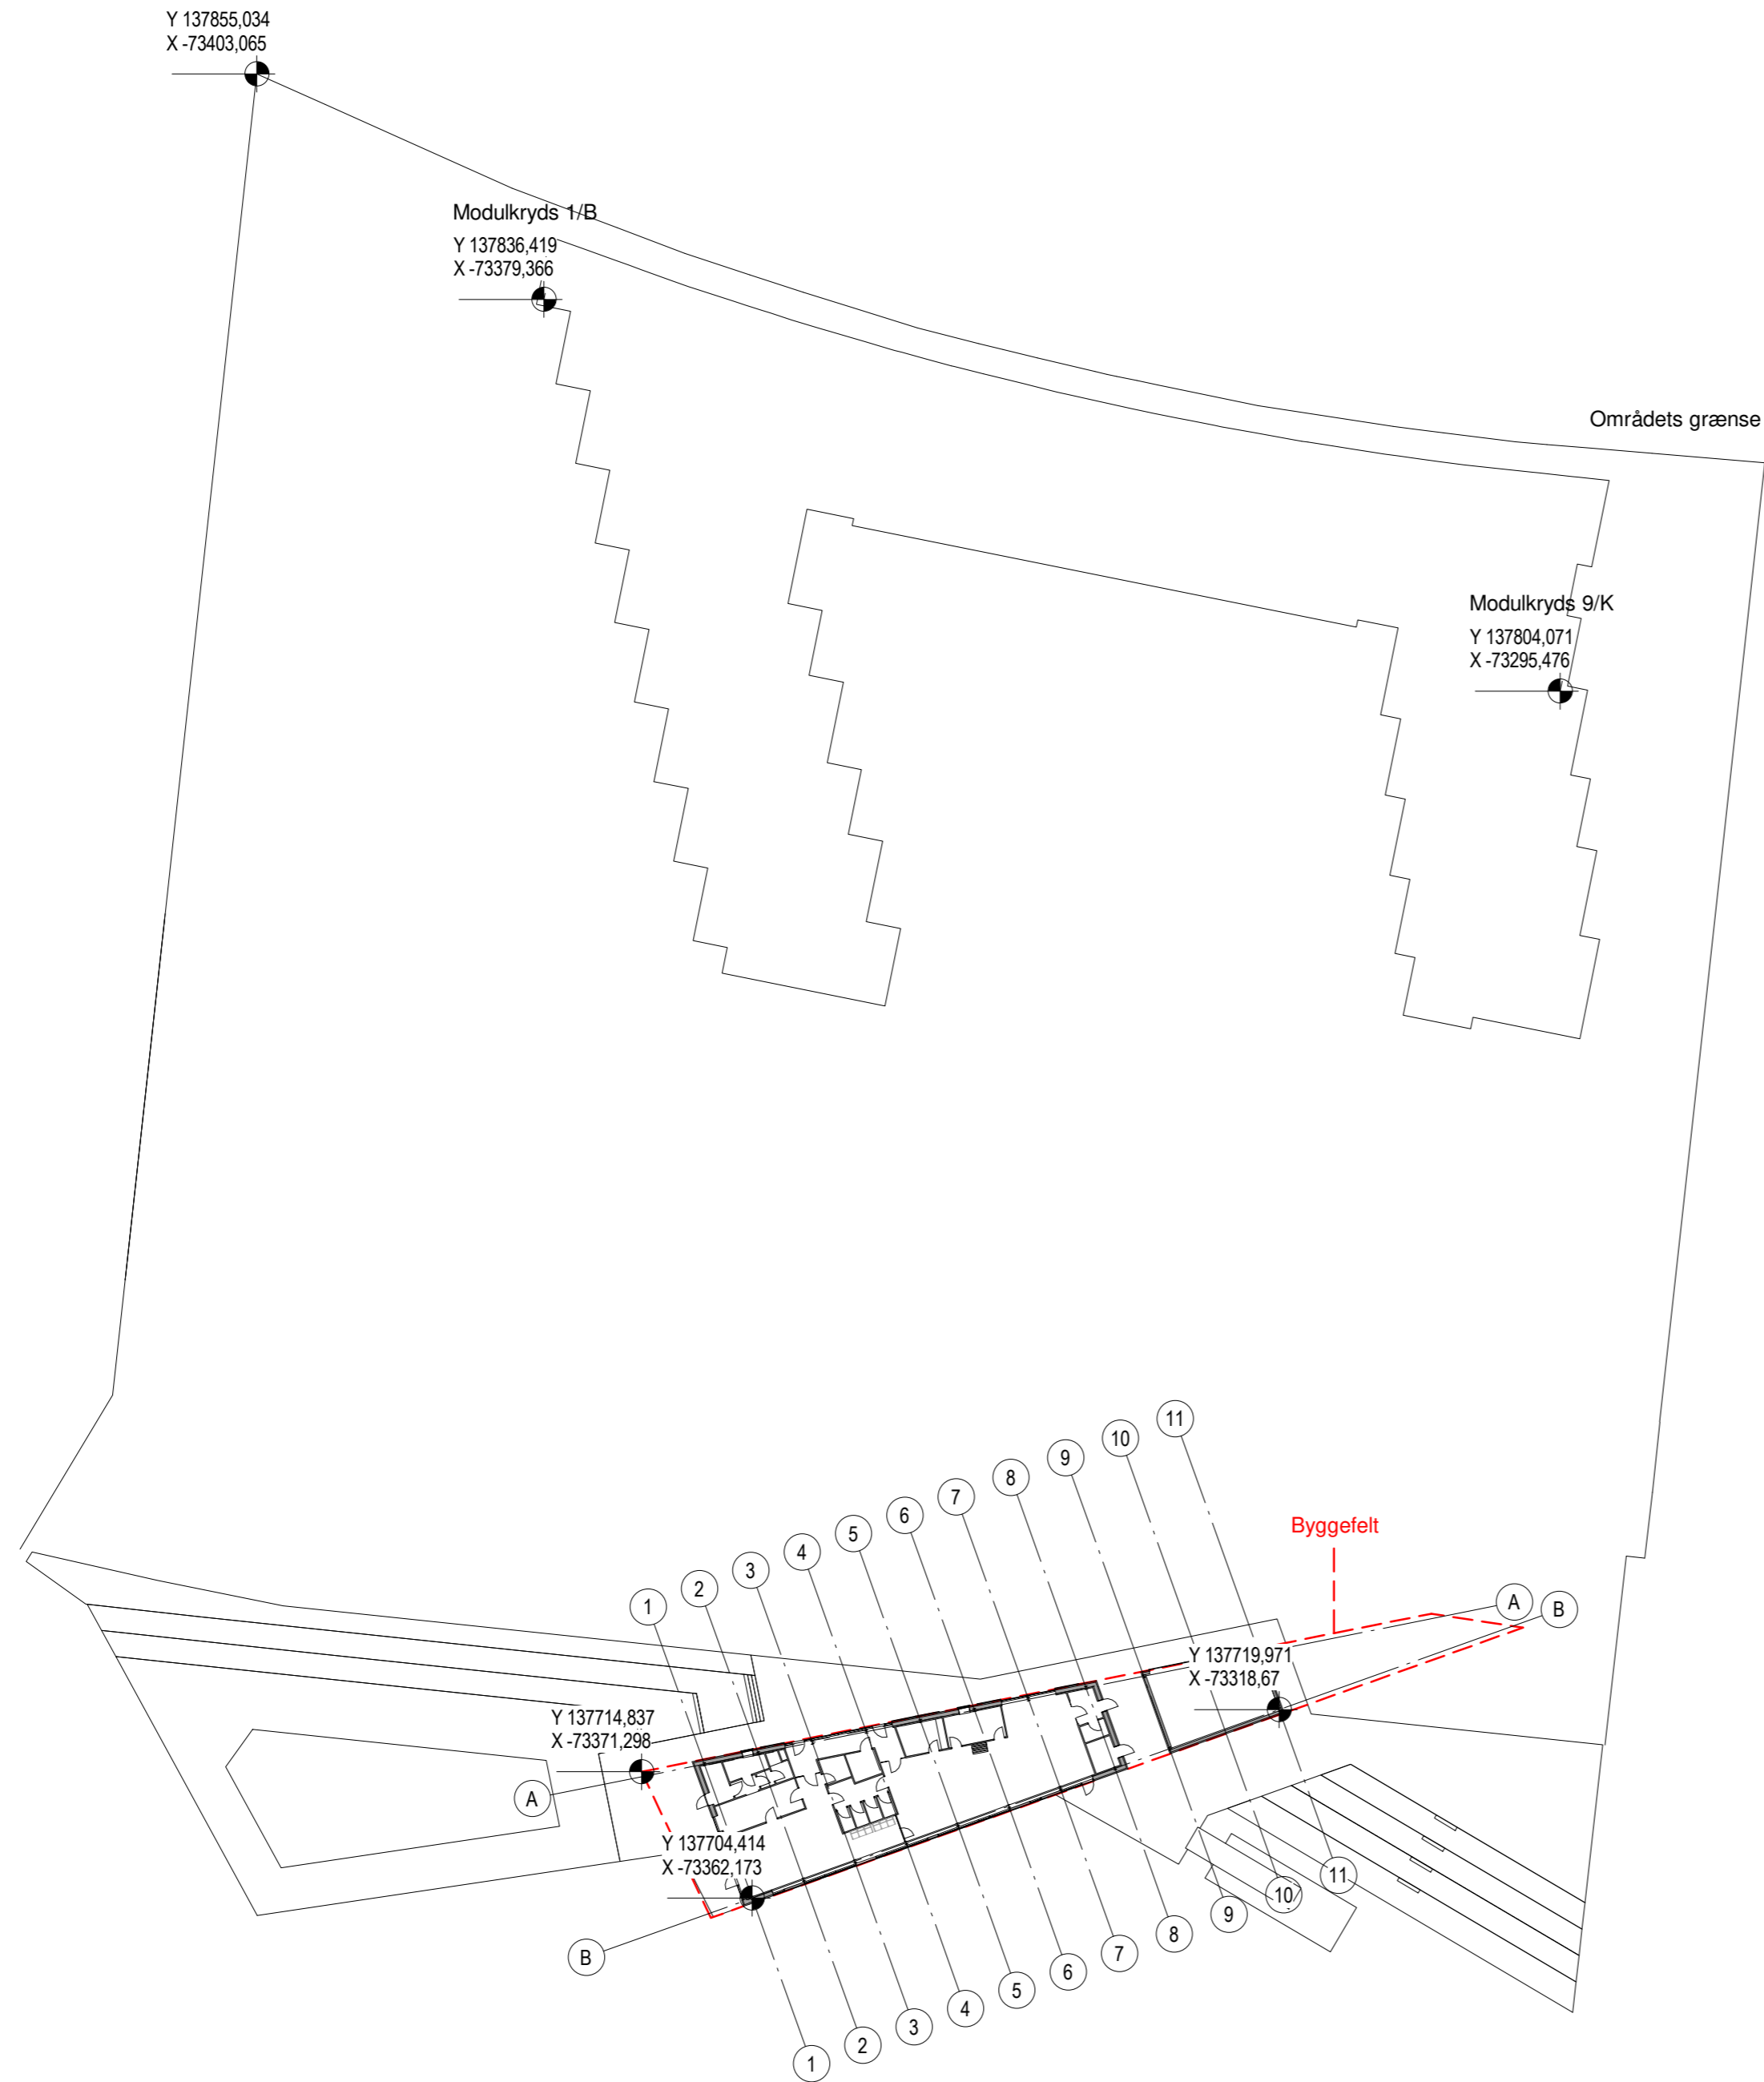 Y 137855,034
X -73403,065
Modulkryds 1/B
Y 137836,419
X -73379,366
Områdets grænse
Modulkryds 9/K
Y 137804,071
X -73295,476
11
10
9
8
7
6
5
4
3
2
1
Byggefelt
A
B
Y 137719,971
X -73318,67
Y 137714,837
X -73371,298
A
Y 137704,414
X -73362,173
B
11
10
9
8
7
6
5
4
3
2
1